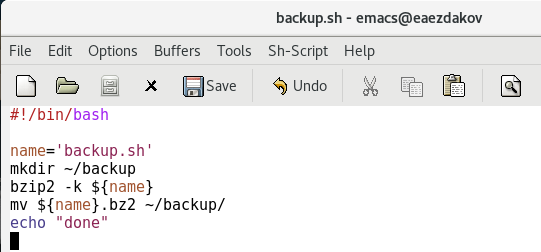 backup.sh - emacs@eaezdakov
File Edit Options Buffers Tools Sh-Script Help
Save Undo
#!/bin/bash
name='backup.sh'
mkdir ~/backup
bzip2 -k ${name}
mv ${name}.bz2 ~/backup/
echo "done"